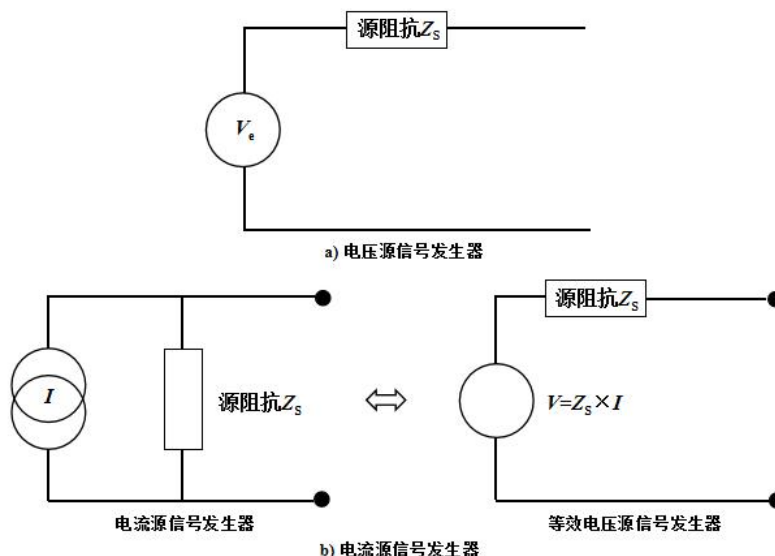 源阻抗ZS
Ve
a) 电压源信号发生器
源阻抗ZS
I
源阻抗ZS
V=ZS×I
电流源信号发生器
等效电压源信号发生器
b) 电流源信号发生器